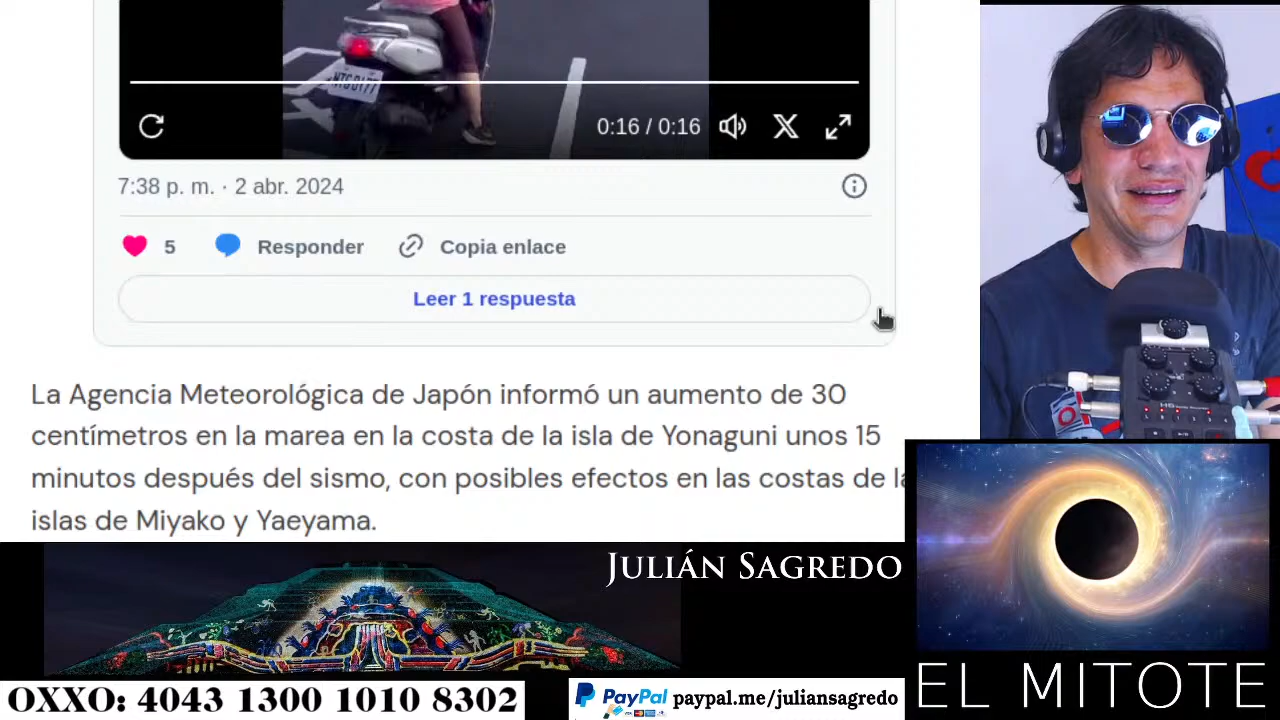 0:16 / 0:16
7:38 p. m. · 2 abr. 2024
5 Responder Copia enlace
Leer 1 respuesta
La Agencia Meteorológica de Japón informó un aumento de 30
centímetros en la marea en la costa de la isla de Yonaguni unos 15
minutos después del sismo, con posibles efectos en las costas de
islas de Miyako y Yaeyama.
JULIÁN SAGREDO
EL MITOTE
OXXO: 4043 1300 1010 8302
PayPal paypal.me/juliansagredo